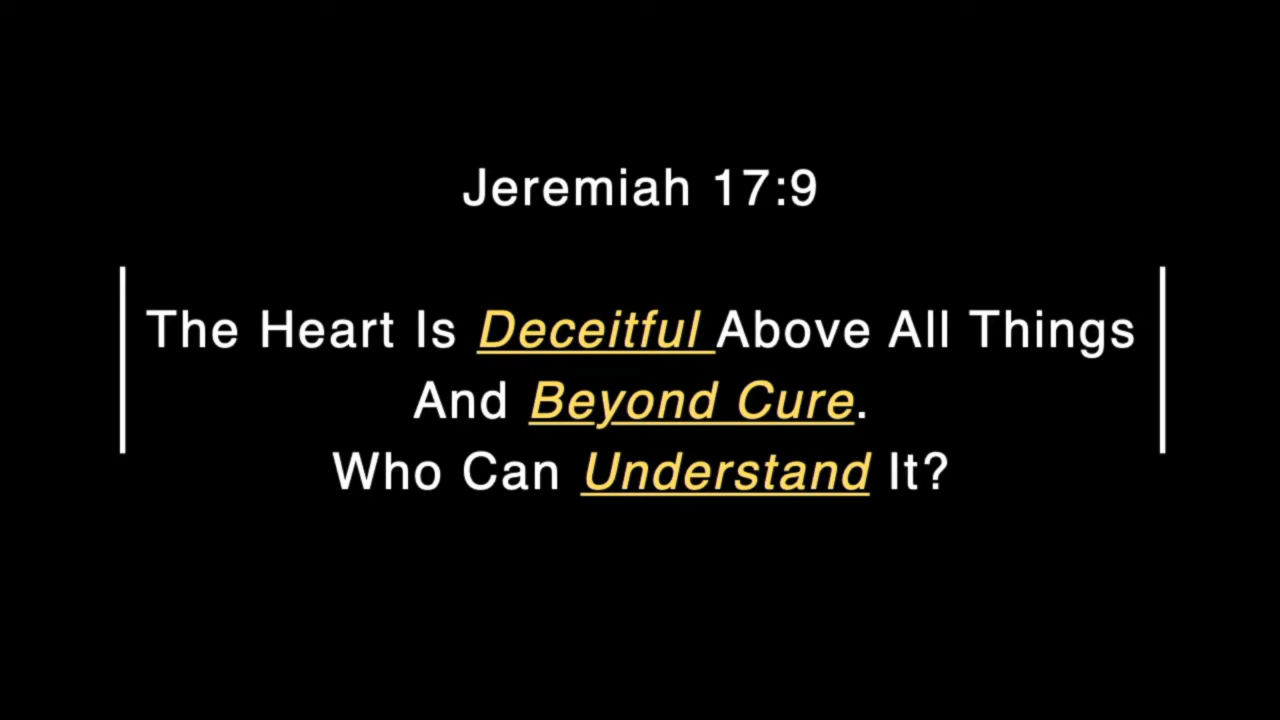 Jeremiah 17:9
The Heart Is Deceitful Above All Things
And Beyond Cure.
Who Can Understand It?